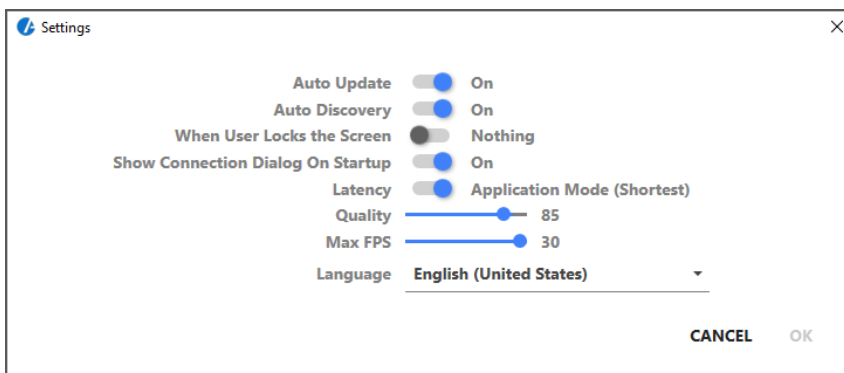 Settings
Auto Update On
Auto Discovery On
When User Locks the Screen Nothing
Show Connection Dialog On Startup On
Latency Application Mode (Shortest)
Quality 85
Max FPS 30
Language English (United States)
CANCEL OK